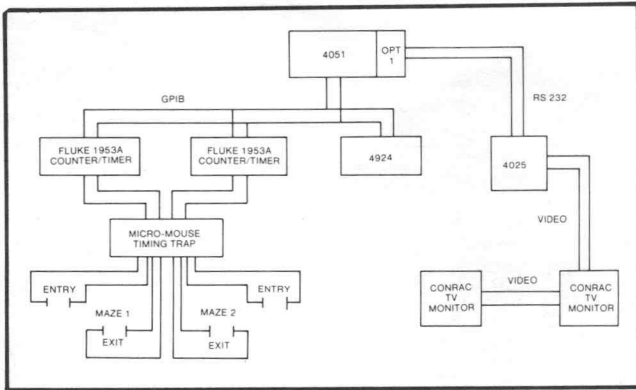 4051
OPT
1
GPIB
RS 232
FLUKE 1953A
COUNTER/TIMER
FLUKE 1953A
COUNTER/TIMER
4924
4025
MICRO-MOUSE
TIMING TRAP
VIDEO
ENTRY
ENTRY
MAZE 1
MAZE 2
EXIT
EXIT
CONRAC
TV
MONITOR
VIDEO
CONRAC
TV
MONITOR